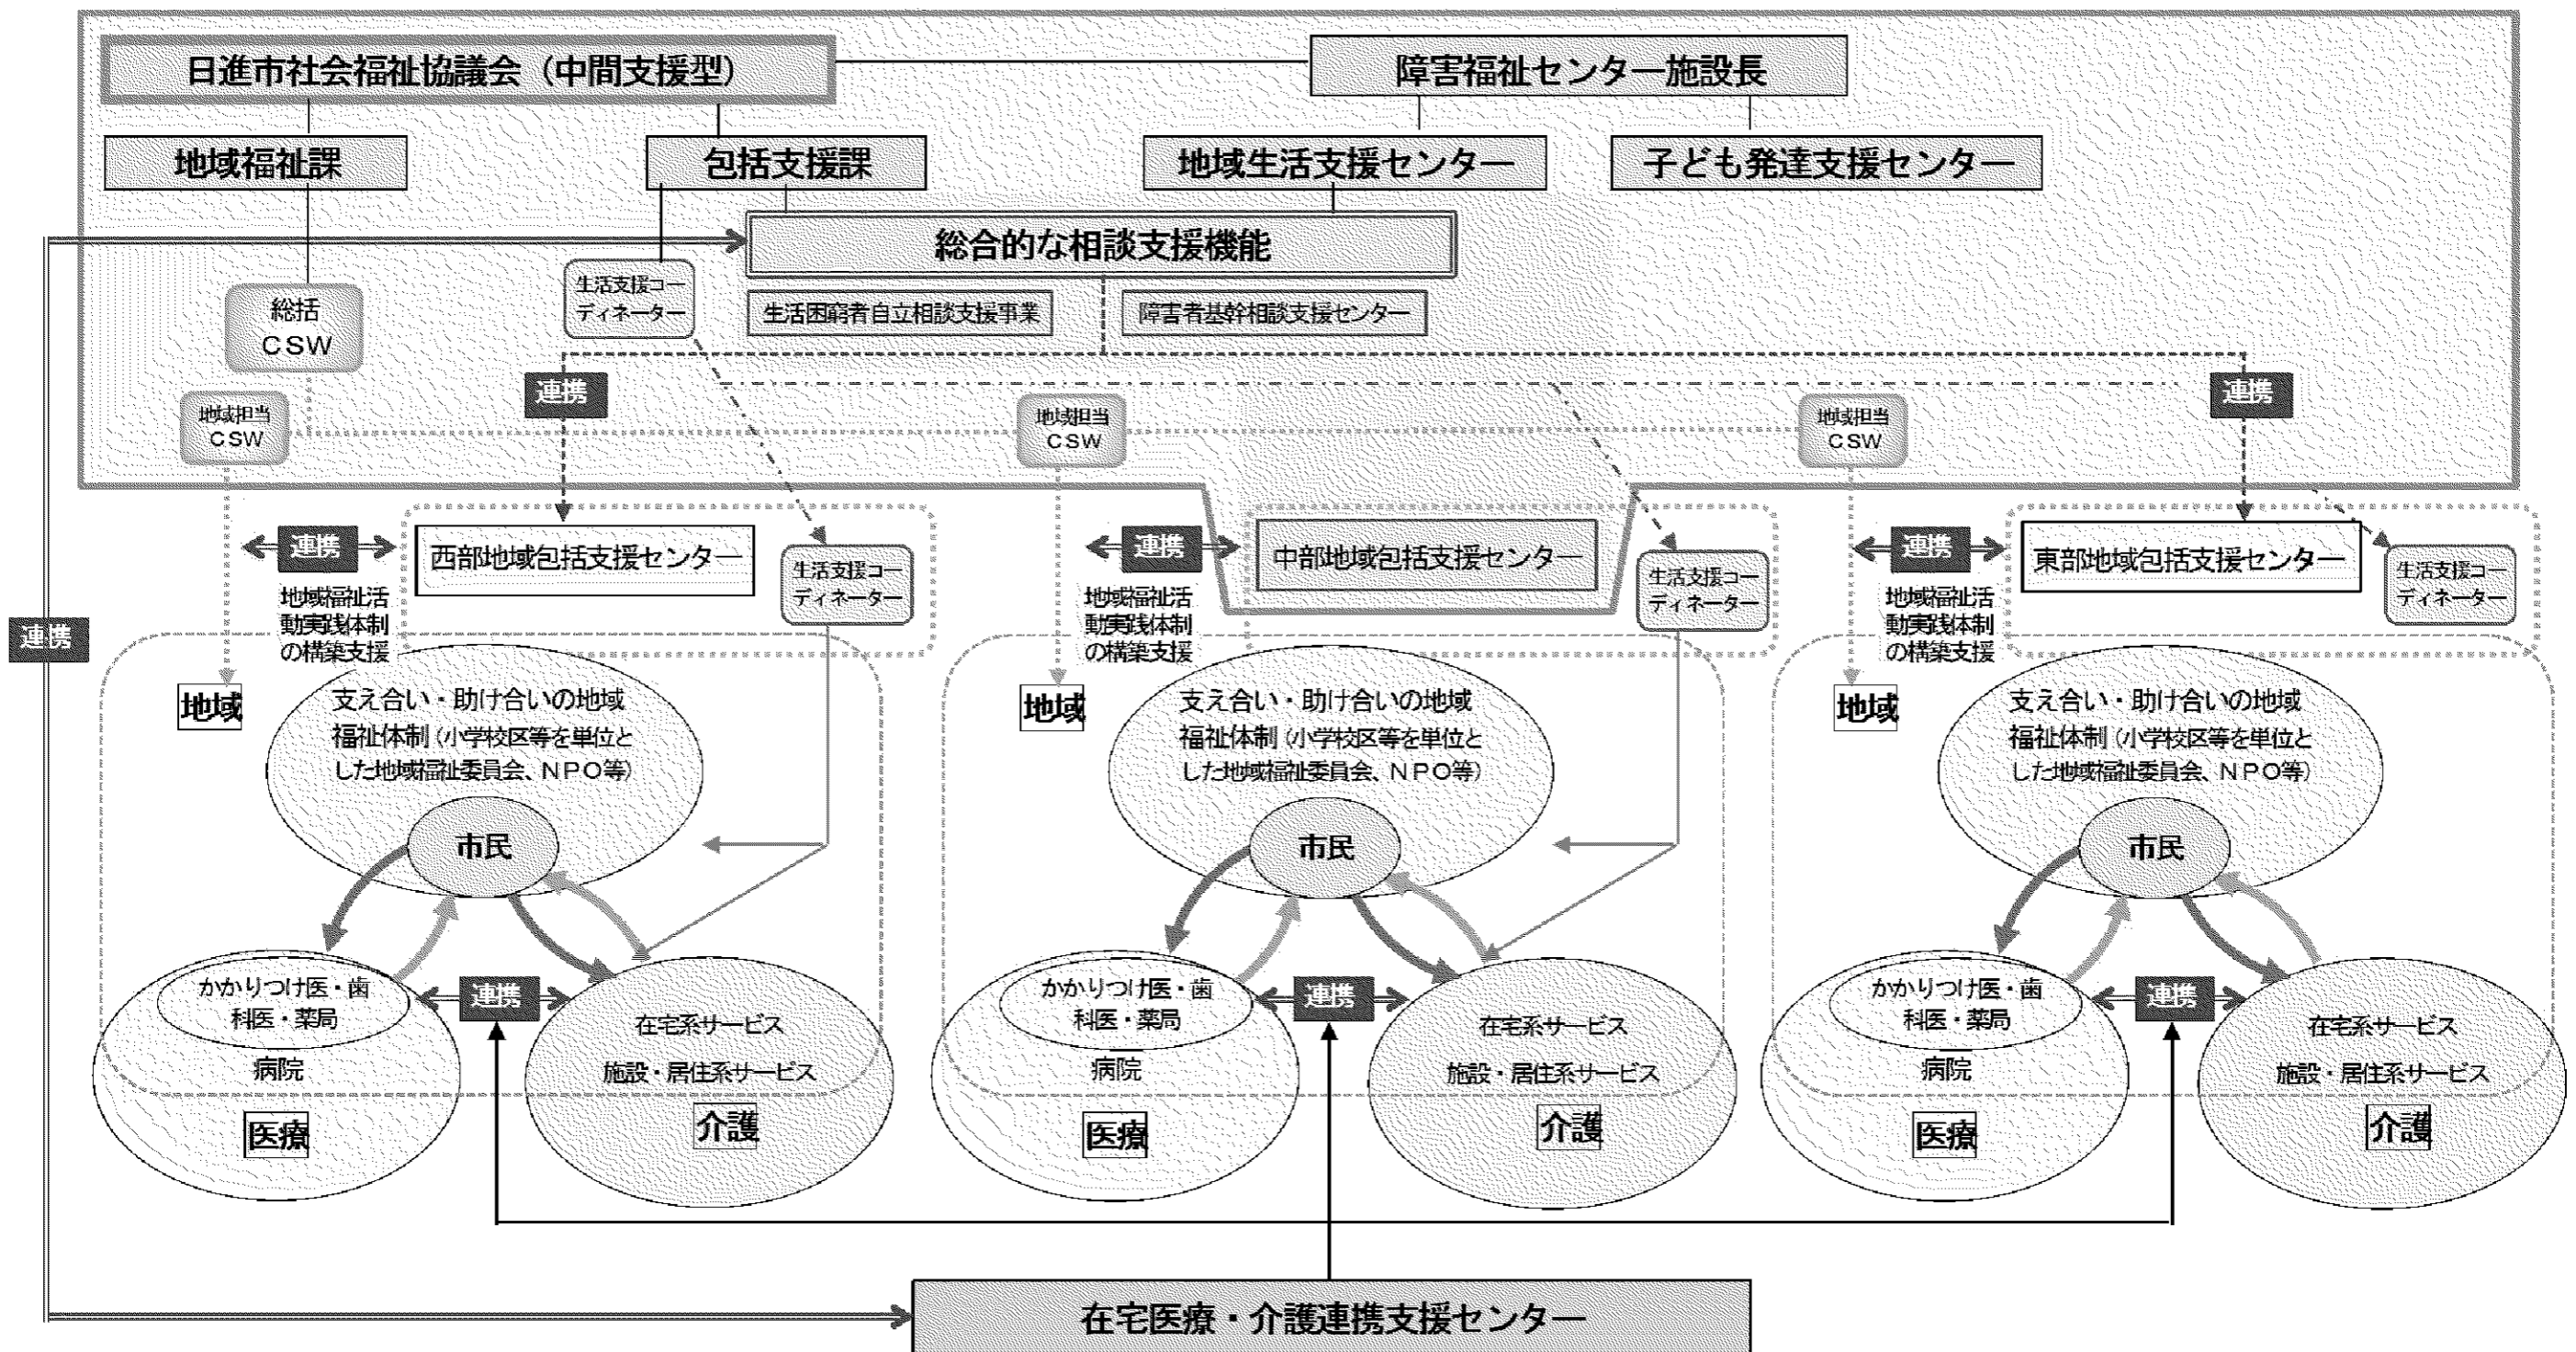 日進市社会福祉協議会（中間支援型）
障害福祉センター施設長
地域福祉課
包括支援課
地域生活支援センター
子ども発達支援センター
総合的な相談支援機能
生活支援コー
ディネーター
総括
ＣＳＷ
生活困窮者自立相談支援事業
障害者基幹相談支援センター
連携
連携
地域担当
ＣＳＷ
地域担当
ＣＳＷ
地域担当
ＣＳＷ
連携
西部地域包括支援センター
生活支援コー
ディネーター
連携
中部地域包括支援センター
生活支援コー
ディネーター
連携
東部地域包括支援センター
生活支援コー
ディネーター
地域福祉活
動実践体制
の構築支援
地域福祉活
動実践体制
の構築支援
地域福祉活
動実践体制
の構築支援
連携
地域
支え合い・助け合いの地域
福祉体制（小学校区等を単位と
した地域福祉委員会、ＮＰＯ等）
市民
地域
支え合い・助け合いの地域
福祉体制（小学校区等を単位と
した地域福祉委員会、ＮＰＯ等）
市民
地域
支え合い・助け合いの地域
福祉体制（小学校区等を単位と
した地域福祉委員会、ＮＰＯ等）
市民
かかりつけ医・歯
科医・薬局
病院
医療
連携
在宅系サービス
施設・居住系サービス
介護
かかりつけ医・歯
科医・薬局
病院
医療
連携
在宅系サービス
施設・居住系サービス
介護
かかりつけ医・歯
科医・薬局
病院
医療
連携
在宅系サービス
施設・居住系サービス
介護
在宅医療・介護連携支援センター